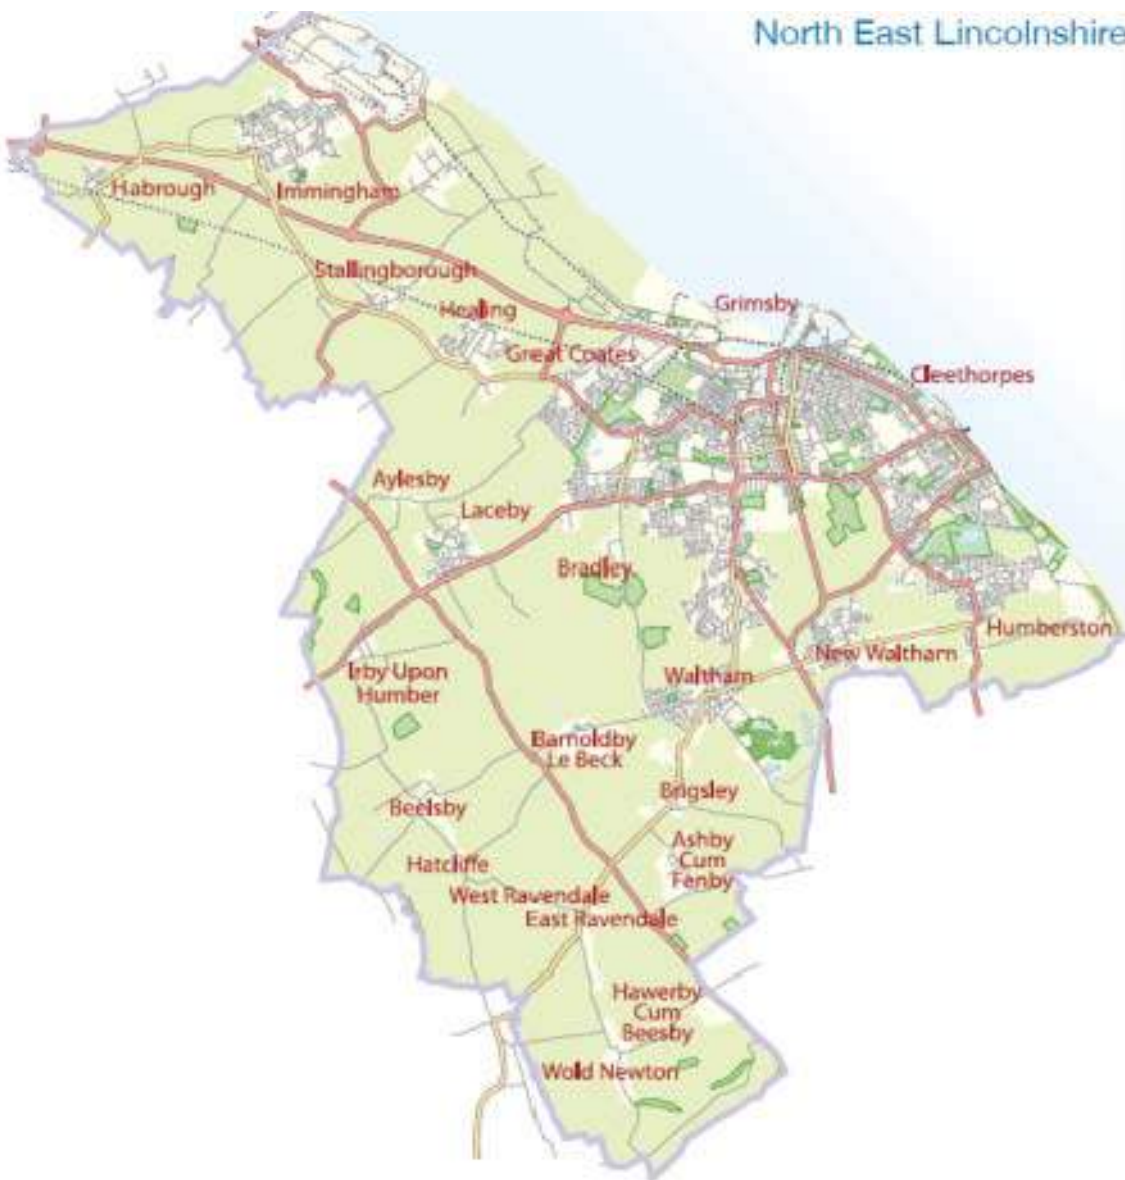 North East Lincolnshire
Habrough
Immingham
Stallingborough
Healing
Grimsby
Great Coates
Cleethorpes
Aylesby
Laceby
Bradley
Humberston
New Waltham
Irby Upon
Humber
Waltham
Barnoldby
Le Beck
Brigsley
Beelsby
Ashby
Cum
Fenby
Hatcliffe
West Ravendale
East Ravendale
Hawerby
Cum
Beesby
Wold Newton